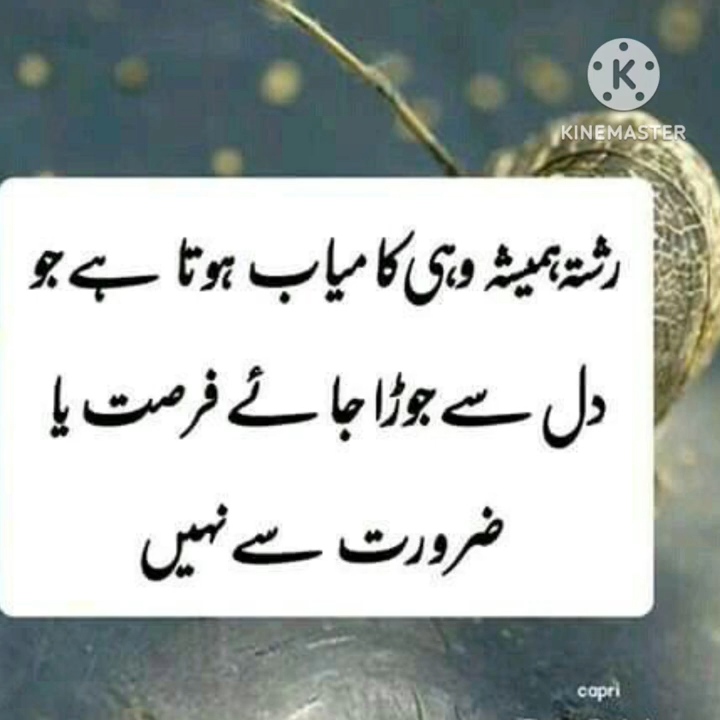 KINEMASTER
رشتہ ہمیشہ وہی کامیاب ہوتا ہے جو
دل سے جوڑا جائے فرصت یا
ضرورت سے نہیں
capri